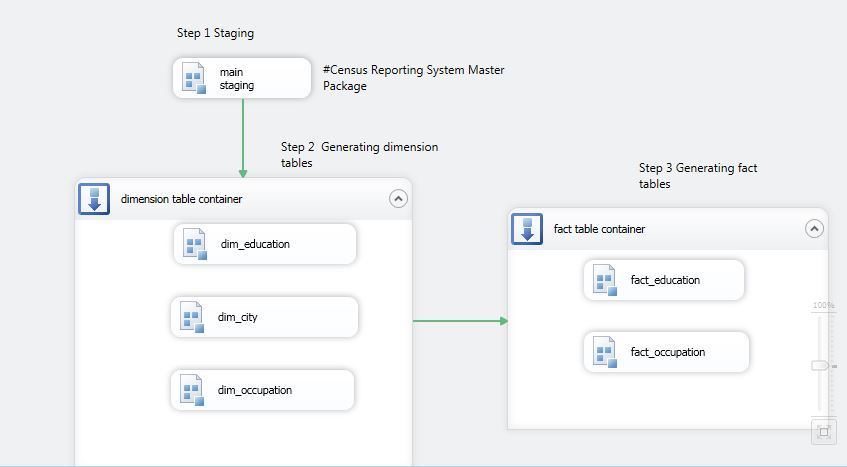 Step 1 Staging
main
staging
#Census Reporting System Master
Package
Step 2  Generating dimension
tables
Step 3 Generating fact
tables
dimension table container
dim_education
dim_city
dim_occupation
fact table container
fact_education
fact_occupation
100%